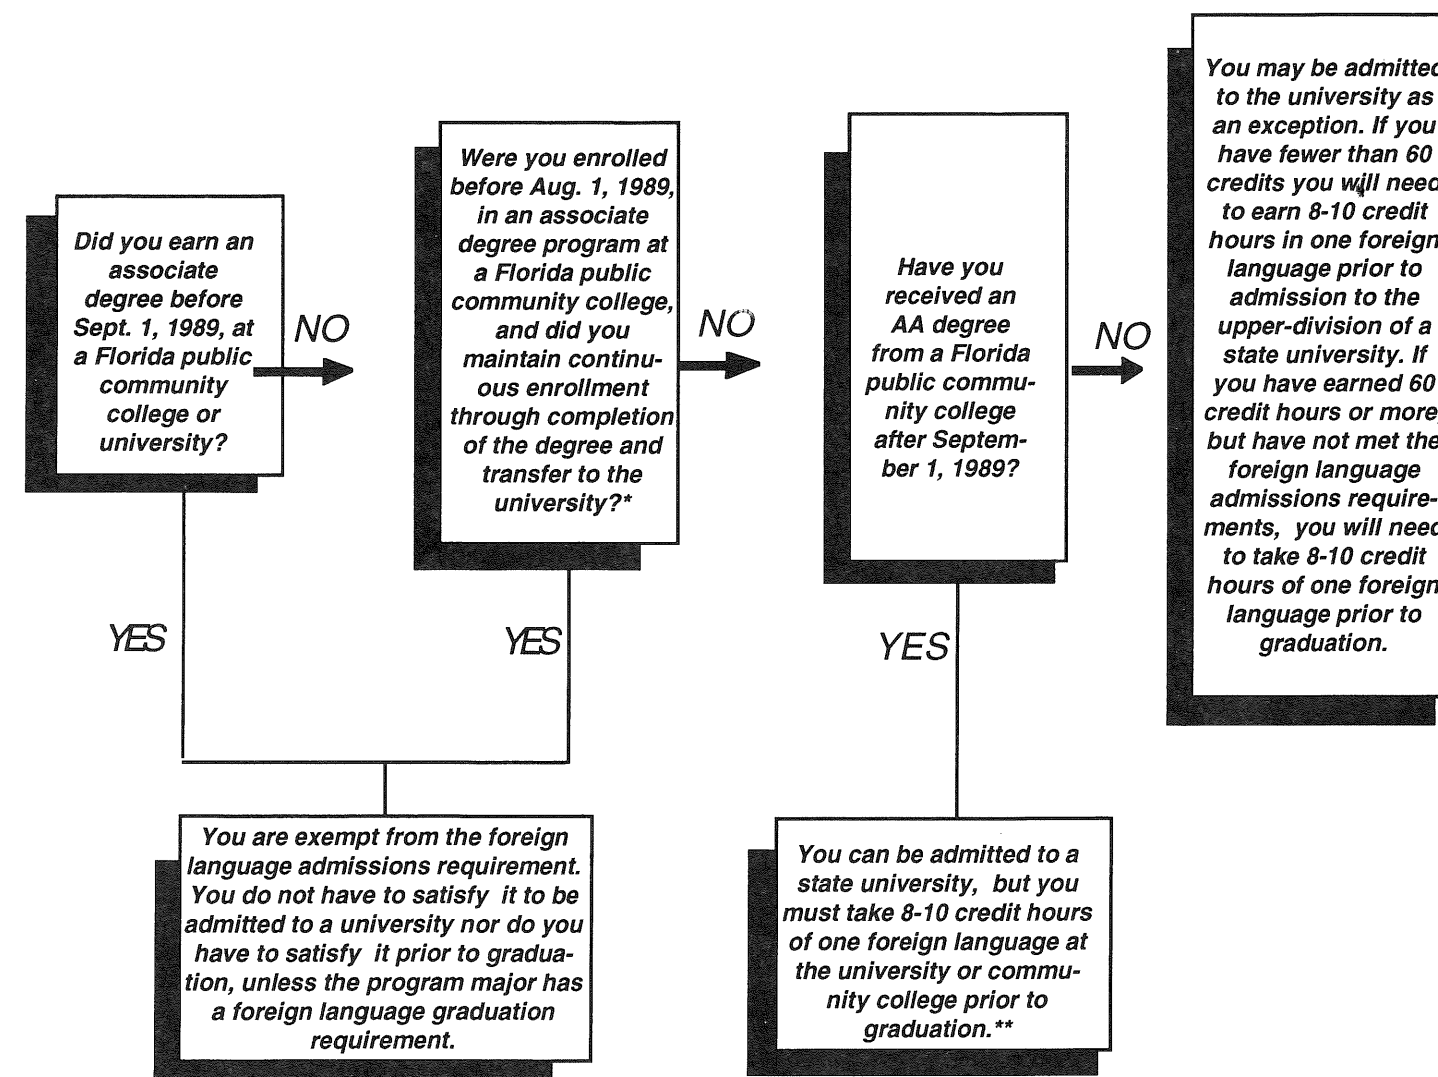 Did you earn an
associate
degree before
Sept. 1, 1989, at
a Florida public
community
college or
university?
NO
YES
Were you enrolled
before Aug. 1, 1989,
in an associate
degree program at
a Florida public
community college,
and did you
maintain continu-
ous enrollment
through completion
of the degree and
transfer to the
university?*
NO
YES
Have you
received an
AA degree
from a Florida
public commu-
nity college
after Septem-
ber 1, 1989?
NO
YES
You may be admitted
to the university as
an exception. If you
have fewer than 60
credits you will need
to earn 8-10 credit
hours in one foreign
language prior to
admission to the
upper-division of a
state university. If
you have earned 60
credit hours or more,
but have not met the
foreign language
admissions require-
ments, you will need
to take 8-10 credit
hours of one foreign
language prior to
graduation.
You are exempt from the foreign
language admissions requirement.
You do not have to satisfy it to be
admitted to a university nor do you
have to satisfy it prior to gradua-
tion, unless the program major has
a foreign language graduation
requirement.
You can be admitted to a
state university, but you
must take 8-10 credit hours
of one foreign language at
the university or commu-
nity college prior to
graduation.**